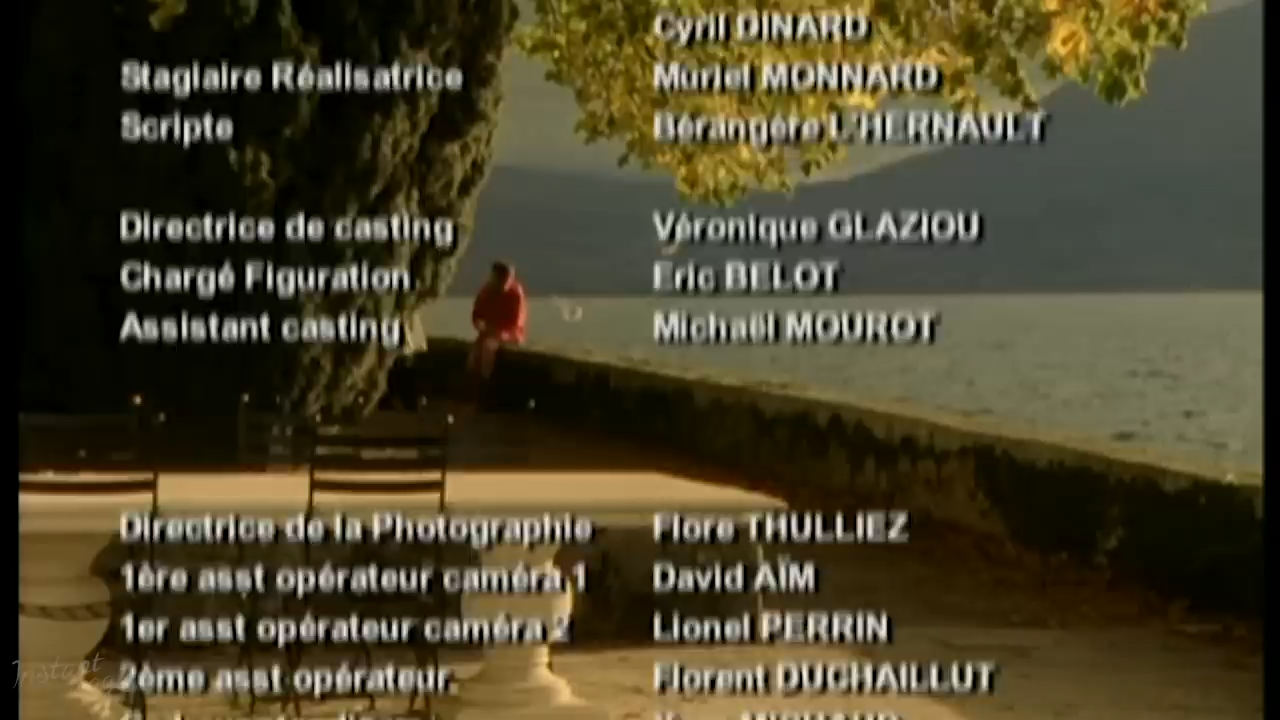 Cyril DINARD
Stagiaire Réalisatrice Muriel MONNARD
Scripte Bérangère L'HERNAULT
Directrice de casting Véronique GLAZIOU
Chargé Figuration Eric BELOT
Assistant casting Michaël MOUROT
Directrice de la Photographie Flore THULLIEZ
1ère asst opérateur caméra 1 David AÏM
1er asst opérateur caméra 2 Lionel PERRIN
2ème asst opérateur Florent DUCHAILLUT
Instant